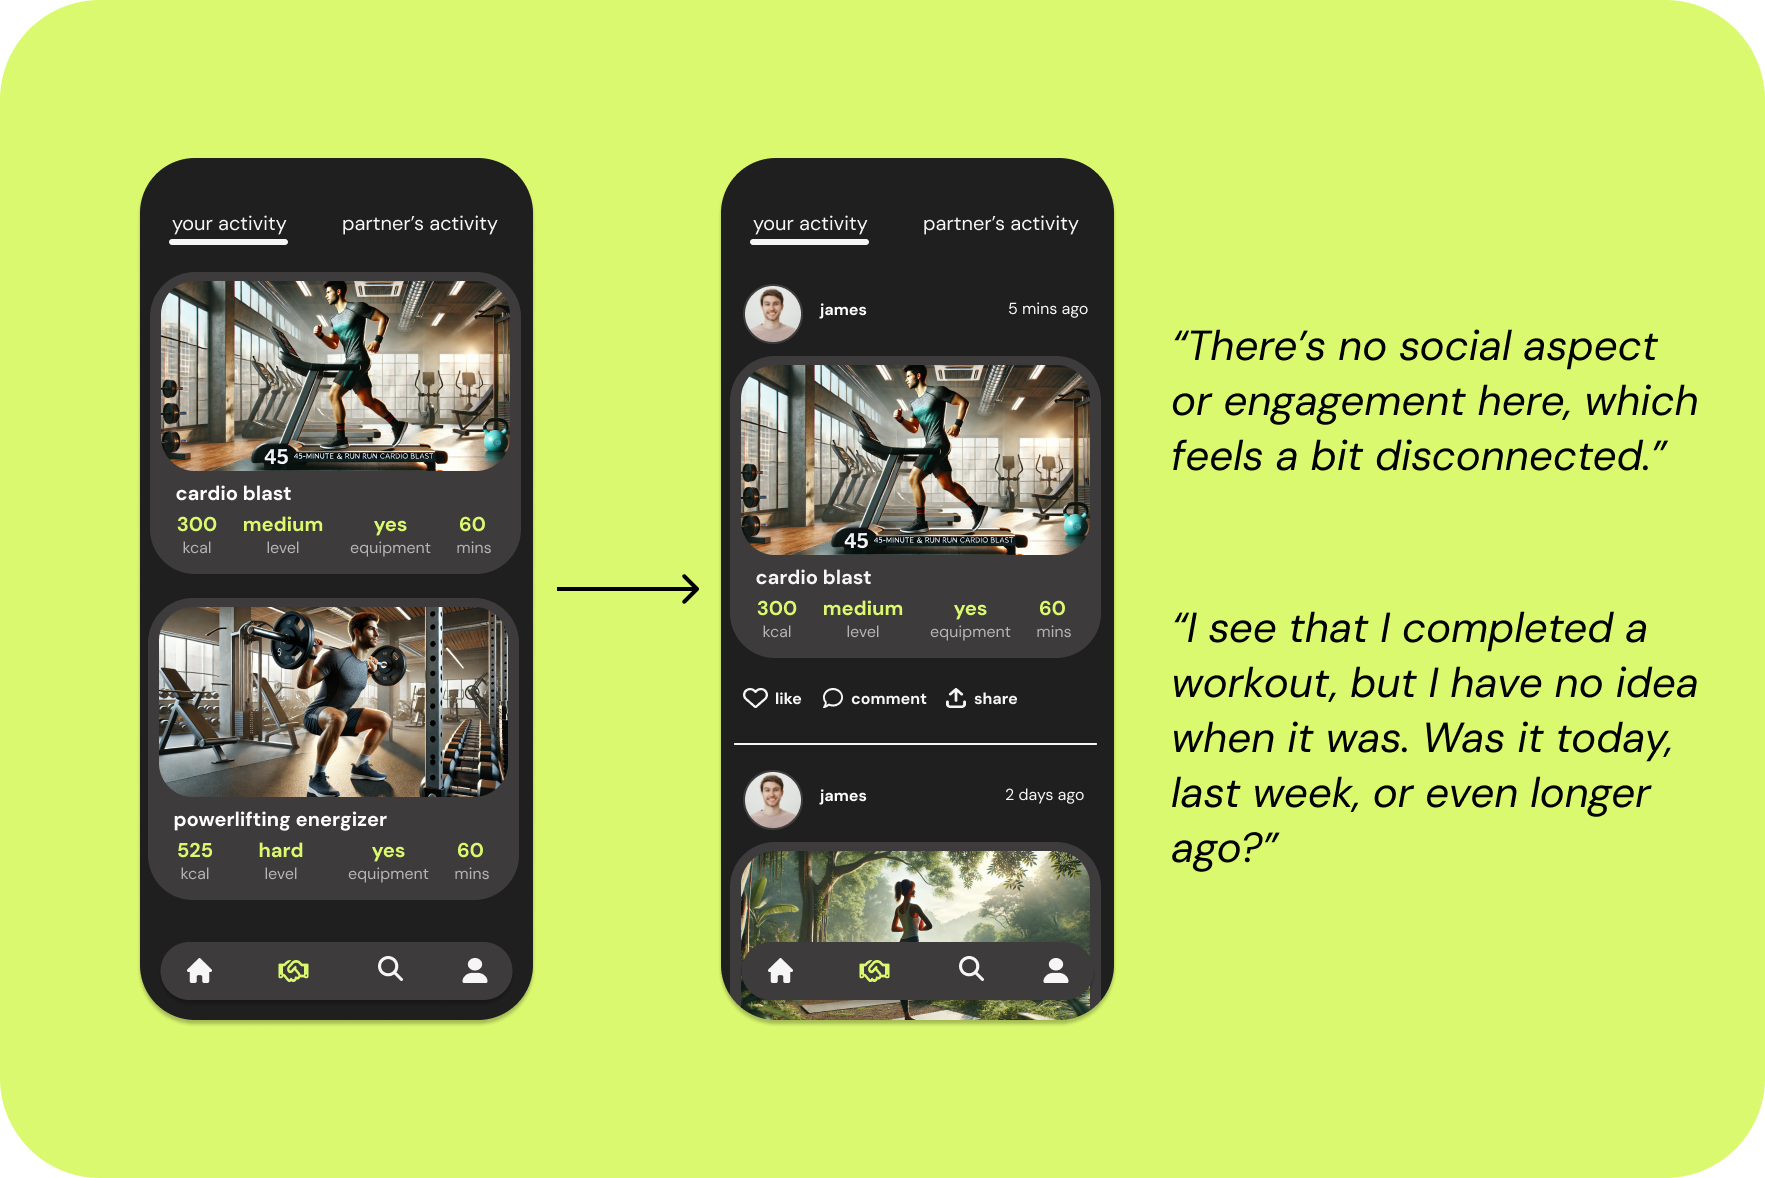 your activity partner’s activity
45 45-MINUTE & RUN RUN CARDIO BLAST
cardio blast
300 medium yes 60
kcal level equipment mins
powerlifting energizer
525 hard yes 60
kcal level equipment mins
your activity partner’s activity
james 5 mins ago
45 45-MINUTE & RUN RUN CARDIO BLAST
cardio blast
300 medium yes 60
kcal level equipment mins
like comment share
james 2 days ago
“There’s no social aspect
or engagement here, which
feels a bit disconnected.”
“I see that I completed a
workout, but I have no idea
when it was. Was it today,
last week, or even longer
ago?”